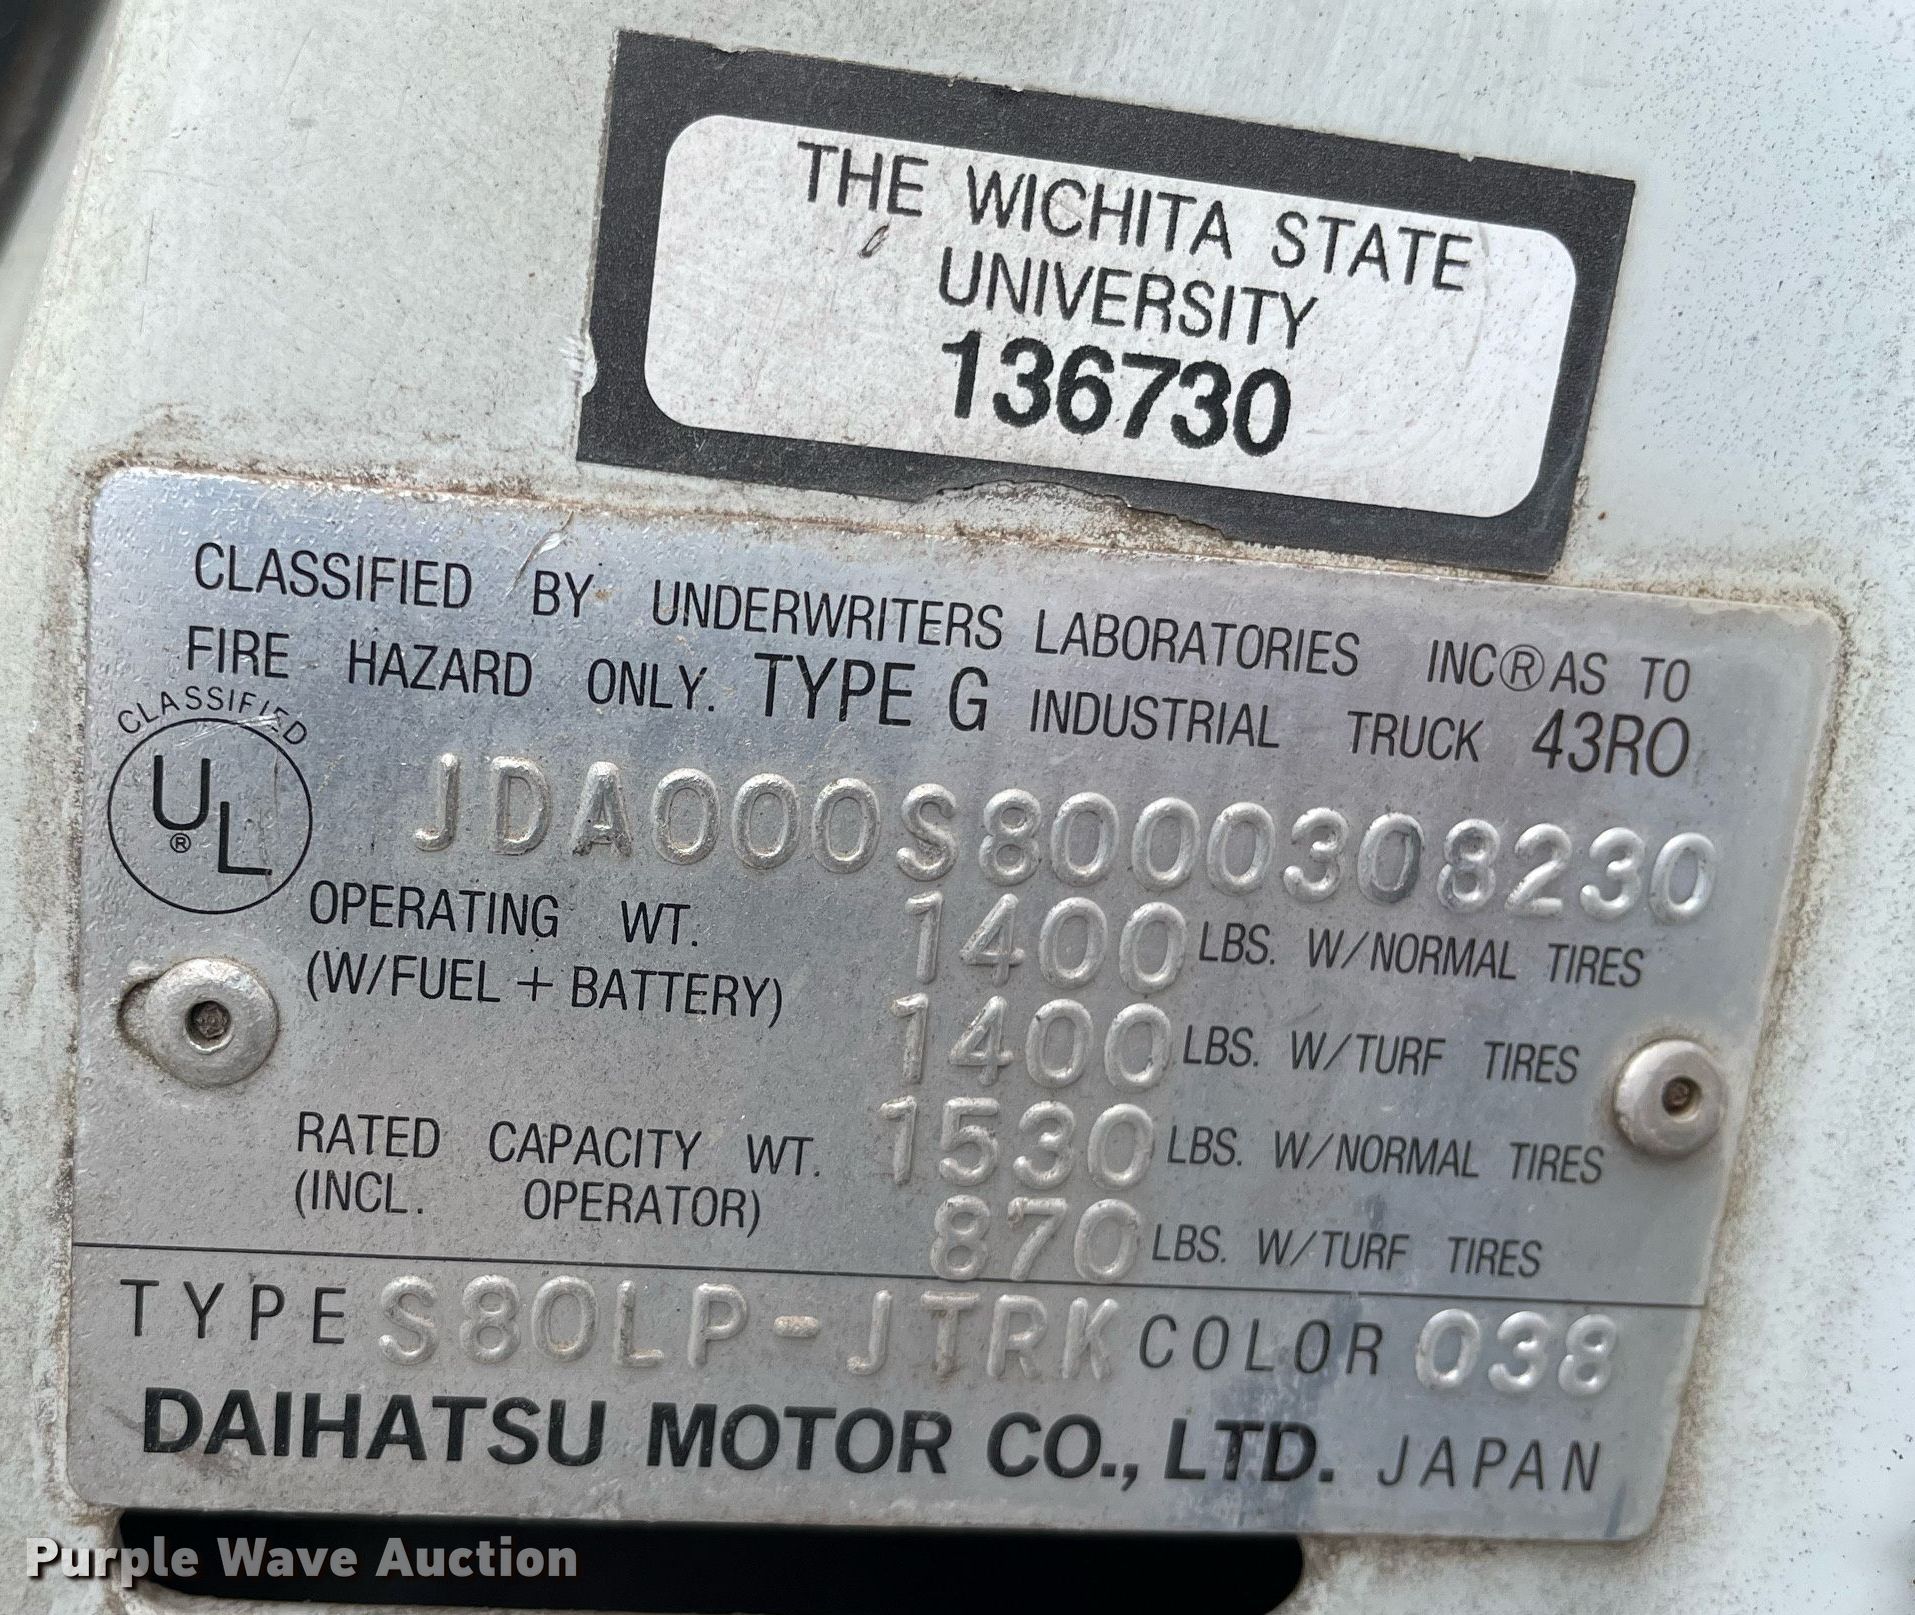 THE WICHITA STATE
UNIVERSITY
136730
CLASSIFIED BY UNDERWRITERS LABORATORIES INC® AS TO
FIRE HAZARD ONLY. TYPE G INDUSTRIAL TRUCK 43RO
CLASSIFIED
UL®
JDA000S8000308230
OPERATING WT. 1400 LBS. W/NORMAL TIRES
(W/FUEL + BATTERY)
1400 LBS. W/TURF TIRES
RATED CAPACITY WT. 1530 LBS. W/NORMAL TIRES
(INCL. OPERATOR)
870 LBS. W/TURF TIRES
TYPE S80LP-JTRK COLOR 038
DAIHATSU MOTOR CO., LTD. JAPAN
Purple Wave Auction